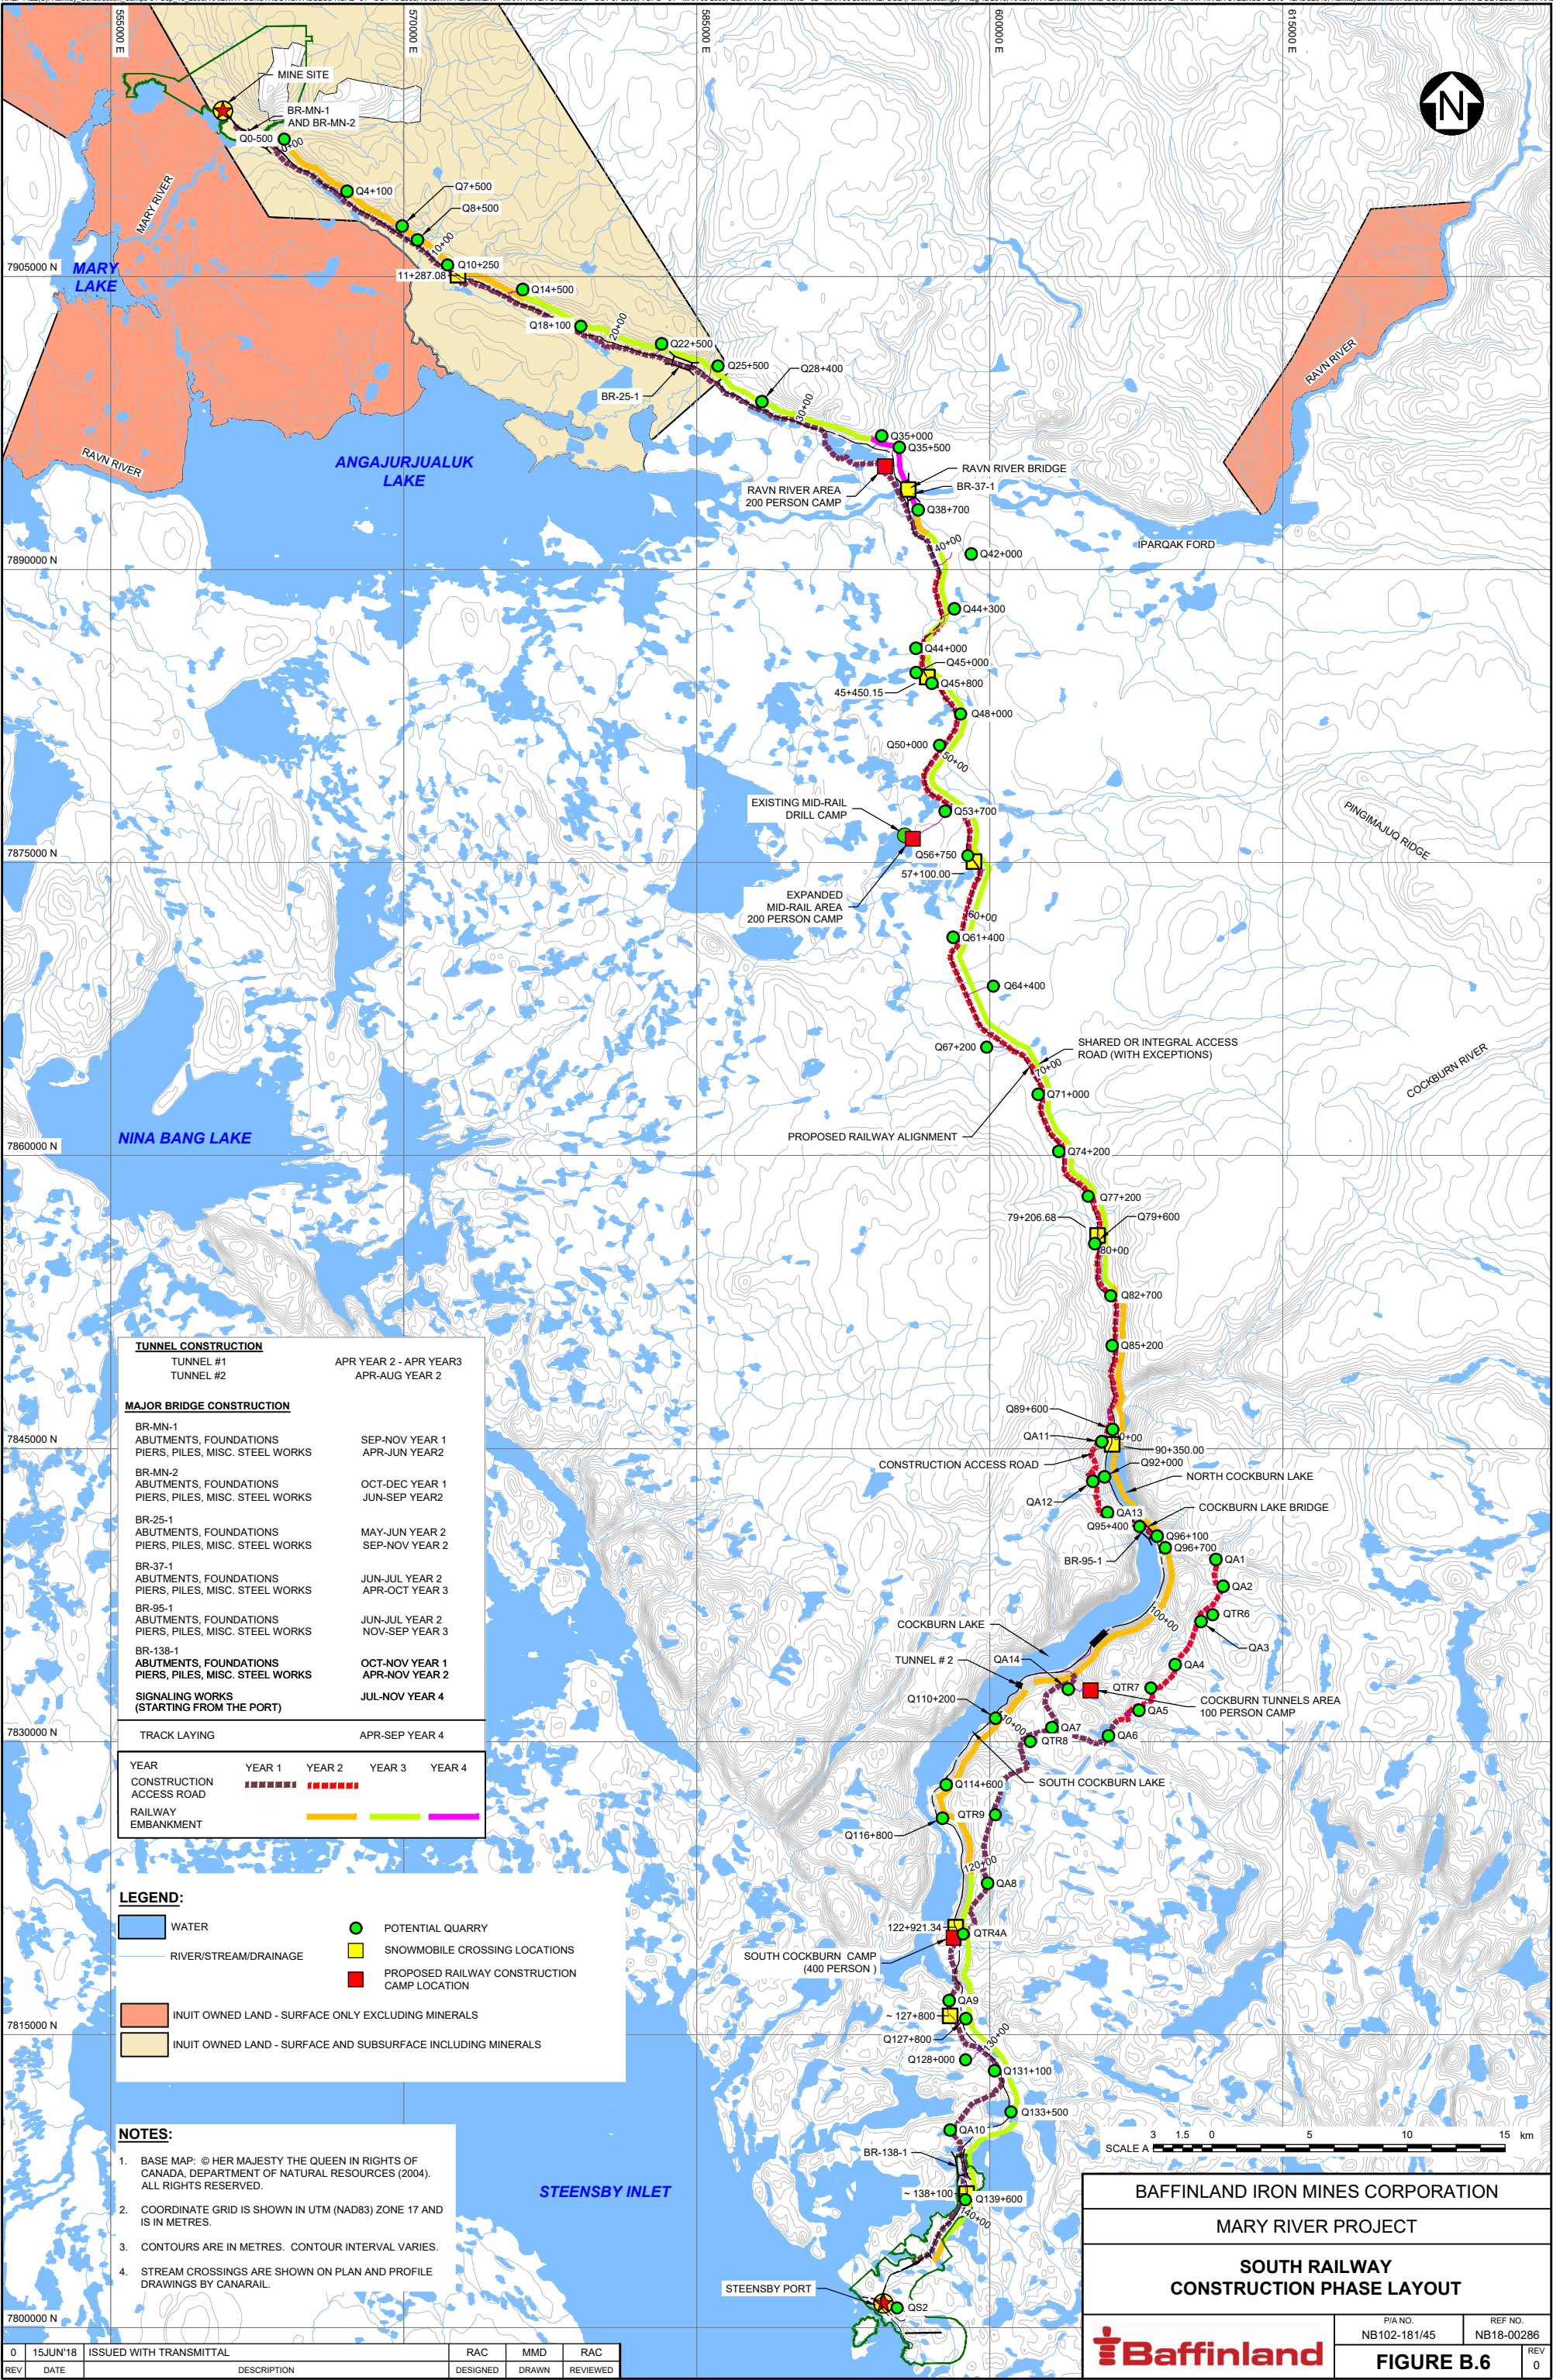 555000 E
570000 E
585000 E
600000 E
615000 E
N
MINE SITE
BR-MN-1
AND BR-MN-2
Q0-500
0+00
Q4+100
Q7+500
Q8+500
10+00
MARY RIVER
7905000 N
MARY
LAKE
Q10+250
11+287.08
Q14+500
Q18+100
20+00
Q22+500
Q25+500
BR-25-1
Q28+400
30+00
RAVN RIVER
Q35+000
Q35+500
RAVN RIVER
ANGAJURJUALUK
LAKE
RAVN RIVER BRIDGE
BR-37-1
RAVN RIVER AREA
200 PERSON CAMP
Q38+700
40+00
IPARQAK FORD
Q42+000
7890000 N
Q44+300
Q44+000
Q45+000
Q45+800
45+450.15
Q48+000
Q50+000
50+00
EXISTING MID-RAIL
DRILL CAMP
Q53+700
PINGIMAJUQ RIDGE
Q56+750
7875000 N
57+100.00
EXPANDED
MID-RAIL AREA
200 PERSON CAMP
60+00
Q61+400
Q64+400
Q67+200
SHARED OR INTEGRAL ACCESS
ROAD (WITH EXCEPTIONS)
70+00
COCKBURN RIVER
Q71+000
PROPOSED RAILWAY ALIGNMENT
NINA BANG LAKE
7860000 N
Q74+200
Q77+200
79+206.68
Q79+600
80+00
Q82+700
Q85+200
TUNNEL CONSTRUCTION
TUNNEL #1 APR YEAR 2 - APR YEAR3
TUNNEL #2 APR-AUG YEAR 2
MAJOR BRIDGE CONSTRUCTION
BR-MN-1
ABUTMENTS, FOUNDATIONS SEP-NOV YEAR 1
PIERS, PILES, MISC. STEEL WORKS APR-JUN YEAR2
BR-MN-2
ABUTMENTS, FOUNDATIONS OCT-DEC YEAR 1
PIERS, PILES, MISC. STEEL WORKS JUN-SEP YEAR2
BR-25-1
ABUTMENTS, FOUNDATIONS MAY-JUN YEAR 2
PIERS, PILES, MISC. STEEL WORKS SEP-NOV YEAR 2
BR-37-1
ABUTMENTS, FOUNDATIONS JUN-JUL YEAR 2
PIERS, PILES, MISC. STEEL WORKS APR-OCT YEAR 3
BR-95-1
ABUTMENTS, FOUNDATIONS JUN-JUL YEAR 2
PIERS, PILES, MISC. STEEL WORKS NOV-SEP YEAR 3
BR-138-1
ABUTMENTS, FOUNDATIONS OCT-NOV YEAR 1
PIERS, PILES, MISC. STEEL WORKS APR-NOV YEAR 2
SIGNALING WORKS JUL-NOV YEAR 4
(STARTING FROM THE PORT)
TRACK LAYING APR-SEP YEAR 4
YEAR YEAR 1 YEAR 2 YEAR 3 YEAR 4
CONSTRUCTION
ACCESS ROAD
RAILWAY
EMBANKMENT
7845000 N
Q89+600
QA11
90+350.00
CONSTRUCTION ACCESS ROAD
Q92+000
NORTH COCKBURN LAKE
QA12
COCKBURN LAKE BRIDGE
QA13
Q95+400
Q96+100
Q96+700
BR-95-1
QA1
QA2
QTR6
QA3
100+00
COCKBURN LAKE
TUNNEL # 2
QA14
QA4
QTR7
COCKBURN TUNNELS AREA
100 PERSON CAMP
Q110+200
110+00
QA5
QA7
QTR8
QA6
7830000 N
SOUTH COCKBURN LAKE
Q114+600
QTR9
Q116+800
120+00
QA8
122+921.34
QTR4A
SOUTH COCKBURN CAMP
(400 PERSON )
QA9
~ 127+800
Q127+800
130+00
Q128+000
Q131+100
Q133+500
QA10
BR-138-1
~ 138+100
Q139+600
140+00
STEENSBY PORT
QS2
LEGEND:
WATER
RIVER/STREAM/DRAINAGE
POTENTIAL QUARRY
SNOWMOBILE CROSSING LOCATIONS
PROPOSED RAILWAY CONSTRUCTION
CAMP LOCATION
INUIT OWNED LAND - SURFACE ONLY EXCLUDING MINERALS
INUIT OWNED LAND - SURFACE AND SUBSURFACE INCLUDING MINERALS
7815000 N
NOTES:
1. BASE MAP: © HER MAJESTY THE QUEEN IN RIGHTS OF
CANADA, DEPARTMENT OF NATURAL RESOURCES (2004).
ALL RIGHTS RESERVED.
2. COORDINATE GRID IS SHOWN IN UTM (NAD83) ZONE 17 AND
IS IN METRES.
3. CONTOURS ARE IN METRES. CONTOUR INTERVAL VARIES.
4. STREAM CROSSINGS ARE SHOWN ON PLAN AND PROFILE
DRAWINGS BY CANARAIL.
STEENSBY INLET
7800000 N
SCALE A 3 1.5 0 5 10 15 km
BAFFINLAND IRON MINES CORPORATION
MARY RIVER PROJECT
SOUTH RAILWAY
CONSTRUCTION PHASE LAYOUT
Baffinland
P/A NO.
NB102-181/45
REF NO.
NB18-00286
FIGURE B.6
REV
0
0 15JUN'18 ISSUED WITH TRANSMITTAL RAC MMD RAC
REV DATE DESCRIPTION DESIGNED DRAWN REVIEWED